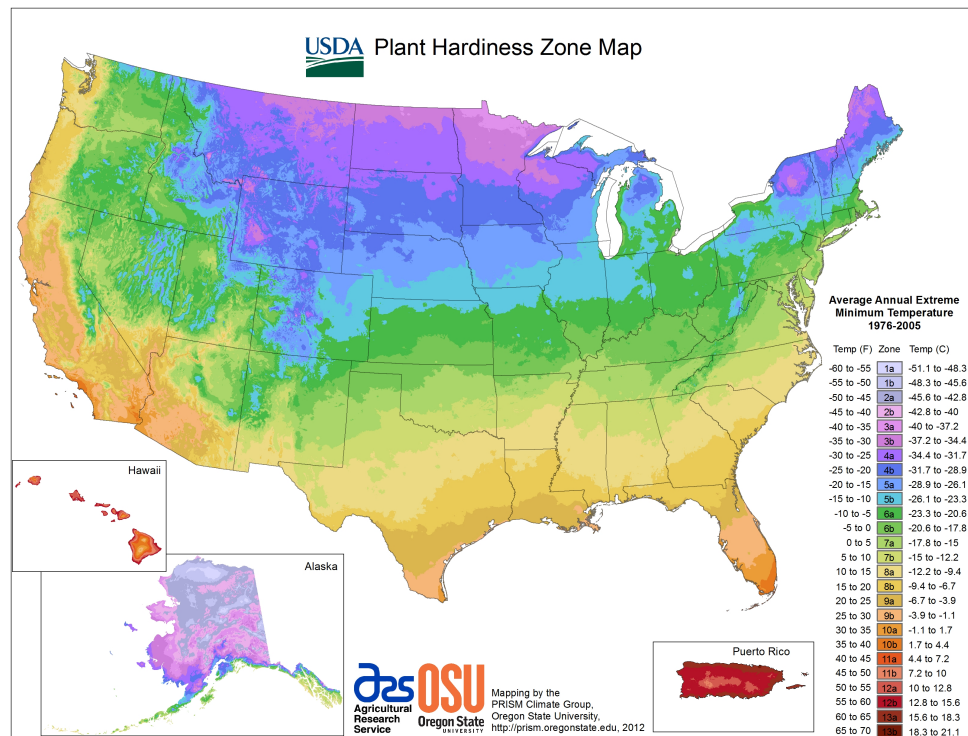 USDA Plant Hardiness Zone Map
Average Annual Extreme
Minimum Temperature
1976-2005
Temp (F) Zone Temp (C)
-60 to -55 1a -51.1 to -48.3
-55 to -50 1b -48.3 to -45.6
-50 to -45 2a -45.6 to -42.8
-45 to -40 2b -42.8 to -40
-40 to -35 3a -40 to -37.2
-35 to -30 3b -37.2 to -34.4
-30 to -25 4a -34.4 to -31.7
-25 to -20 4b -31.7 to -28.9
-20 to -15 5a -28.9 to -26.1
-15 to -10 5b -26.1 to -23.3
-10 to -5 6a -23.3 to -20.6
-5 to 0 6b -20.6 to -17.8
0 to 5 7a -17.8 to -15
5 to 10 7b -15 to -12.2
10 to 15 8a -12.2 to -9.4
15 to 20 8b -9.4 to -6.7
20 to 25 9a -6.7 to -3.9
25 to 30 9b -3.9 to -1.1
30 to 35 10a -1.1 to 1.7
35 to 40 10b 1.7 to 4.4
40 to 45 11a 4.4 to 7.2
45 to 50 11b 7.2 to 10
50 to 55 12a 10 to 12.8
55 to 60 12b 12.8 to 15.6
60 to 65 13a 15.6 to 18.3
65 to 70 13b 18.3 to 21.1
Hawaii
Alaska
Puerto Rico
ars
Agricultural
Research
Service
OSU
Oregon State
UNIVERSITY
Mapping by the
PRISM Climate Group,
Oregon State University,
http://prism.oregonstate.edu, 2012